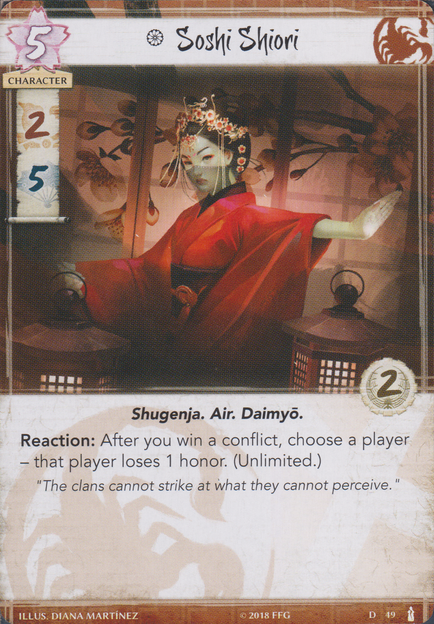 5
Soshi Shiori
CHARACTER
2
5
2
Shugenja. Air. Daimyō.
Reaction: After you win a conflict, choose a player
– that player loses 1 honor. (Unlimited.)
"The clans cannot strike at what they cannot perceive."
ILLUS. DIANA MARTÍNEZ © 2018 FFG D 49